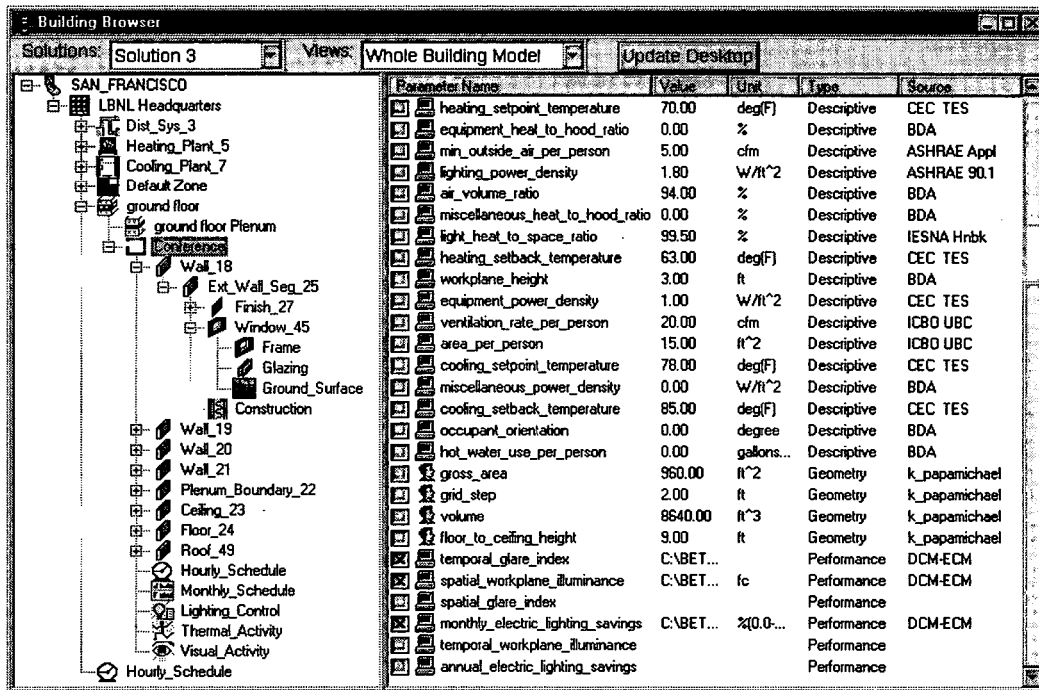 Building Browser
Solutions: Solution 3 Views: Whole Building Model Update Desktop
SAN_FRANCISCO
LBNL Headquarters
Dist_Sys_3
Heating_Plant_5
Cooling_Plant_7
Default Zone
ground floor
ground floor Plenum
Conference
Wall_18
Ext_Wall_Seg_25
Finish_27
Window_45
Frame
Glazing
Ground_Surface
Construction
Wall_19
Wall_20
Wall_21
Plenum_Boundary_22
Ceiling_23
Floor_24
Roof_49
Hourly_Schedule
Monthly_Schedule
Lighting_Control
Thermal_Activity
Visual_Activity
Hourly_Schedule
Parameter Name Value Unit Type Source
heating_setpoint_temperature 70.00 deg(F) Descriptive CEC TES
equipment_heat_to_hood_ratio 0.00 % Descriptive BDA
min_outside_air_per_person 5.00 cfm Descriptive ASHRAE Appl
lighting_power_density 1.80 W/ft^2 Descriptive ASHRAE 90.1
air_volume_ratio 94.00 % Descriptive BDA
miscellaneous_heat_to_hood_ratio 0.00 % Descriptive BDA
light_heat_to_space_ratio 99.50 % Descriptive IESNA Hnbk
heating_setback_temperature 63.00 deg(F) Descriptive CEC TES
workplane_height 3.00 ft Descriptive BDA
equipment_power_density 1.00 W/ft^2 Descriptive CEC TES
ventilation_rate_per_person 20.00 cfm Descriptive ICBO UBC
area_per_person 15.00 ft^2 Descriptive ICBO UBC
cooling_setpoint_temperature 78.00 deg(F) Descriptive CEC TES
miscellaneous_power_density 0.00 W/ft^2 Descriptive BDA
cooling_setback_temperature 85.00 deg(F) Descriptive CEC TES
occupant_orientation 0.00 degree Descriptive BDA
hot_water_use_per_person 0.00 gallons... Descriptive BDA
gross_area 960.00 ft^2 Geometry k_papamichael
grid_step 2.00 ft Geometry k_papamichael
volume 8640.00 ft^3 Geometry k_papamichael
floor_to_ceiling_height 9.00 ft Geometry k_papamichael
temporal_glare_index C:\BET... Performance DCM-ECM
spatial_workplane_illuminance C:\BET... fc Performance DCM-ECM
spatial_glare_index Performance
monthly_electric_lighting_savings C:\BET... %(0.0-... Performance DCM-ECM
temporal_workplane_illuminance Performance
annual_electric_lighting_savings Performance